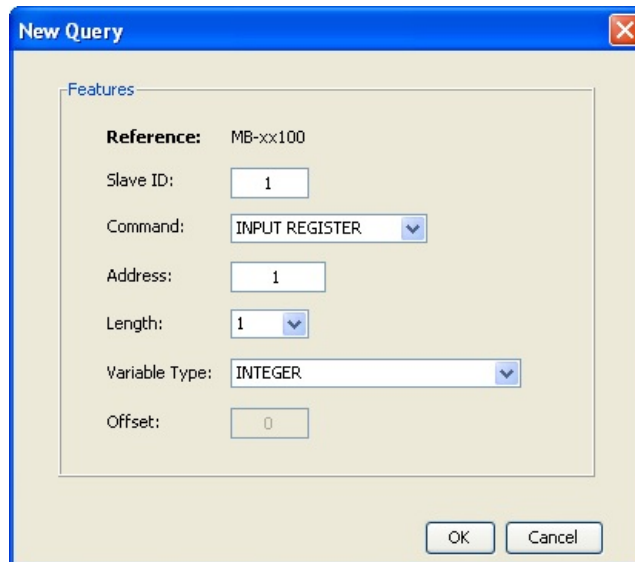 New Query
Features
Reference: MB-xx100
Slave ID: 1
Command: INPUT REGISTER
Address: 1
Length: 1
Variable Type: INTEGER
Offset: 0
OK Cancel